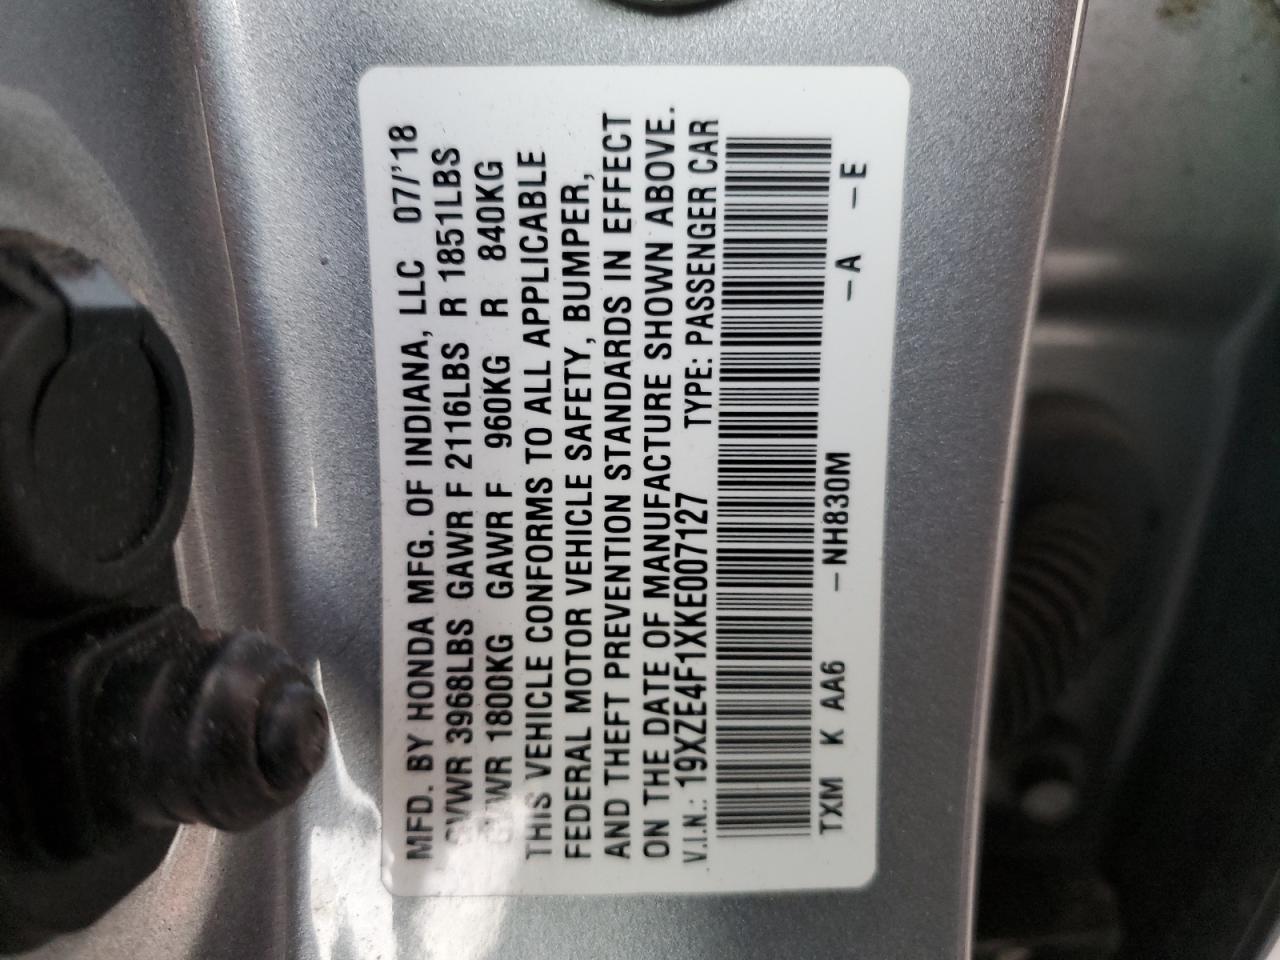 MFD. BY HONDA MFG. OF INDIANA, LLC 07/'18
GVWR 3968LBS GAWR F 2116LBS R 1851LBS
GVWR 1800KG GAWR F 960KG R 840KG
THIS VEHICLE CONFORMS TO ALL APPLICABLE
FEDERAL MOTOR VEHICLE SAFETY, BUMPER,
AND THEFT PREVENTION STANDARDS IN EFFECT
ON THE DATE OF MANUFACTURE SHOWN ABOVE.
V.I.N.: 19XZE4F1XKE007127 TYPE: PASSENGER CAR
TXM K AA6 –NH830M –A –E